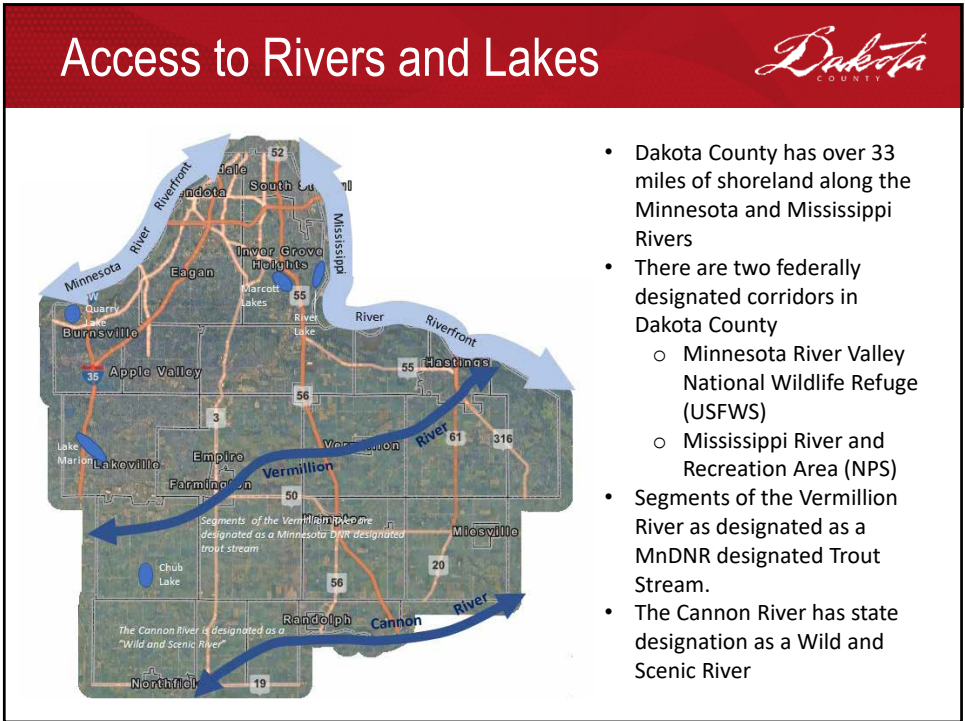 Access to Rivers and Lakes
Dakota
COUNTY
52
South St
Riverfront
River
Minnesota
Mississippi
Inver Grove
Heights
Eagan
Marcott
Lakes
55
W
Quarry
Lake
Burnsville
River
Lake
River
Riverfront
35
Apple Valley
55
Hastings
56
3
61
316
Lake
Marion
Lakeville
Empire
Vermillion
River
Vermillion
Farmington
50
Segments of the Vermillion River are
designated as a Minnesota DNR designated
trout stream
Miesville
20
Chub
Lake
56
Randolph
Cannon
River
The Cannon River is designated as a
"Wild and Scenic River"
Northfiel
19
• Dakota County has over 33
miles of shoreland along the
Minnesota and Mississippi
Rivers
• There are two federally
designated corridors in
Dakota County
o Minnesota River Valley
National Wildlife Refuge
(USFWS)
o Mississippi River and
Recreation Area (NPS)
• Segments of the Vermillion
River as designated as a
MnDNR designated Trout
Stream.
• The Cannon River has state
designation as a Wild and
Scenic River